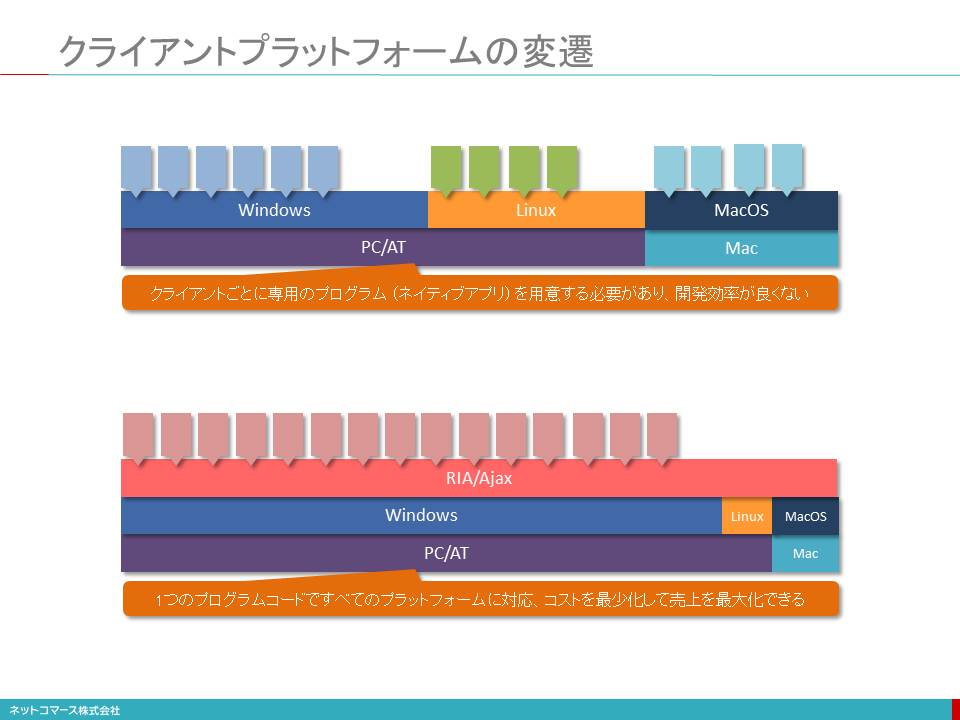 クライアントプラットフォームの変遷
Windows
Linux
MacOS
PC/AT
Mac
クライアントごとに専用のプログラム（ネイティブアプリ）を用意する必要があり、開発効率が良くない
RIA/Ajax
Windows
Linux
MacOS
PC/AT
Mac
1つのプログラムコードですべてのプラットフォームに対応、コストを最少化して売上を最大化できる
ネットコマース株式会社